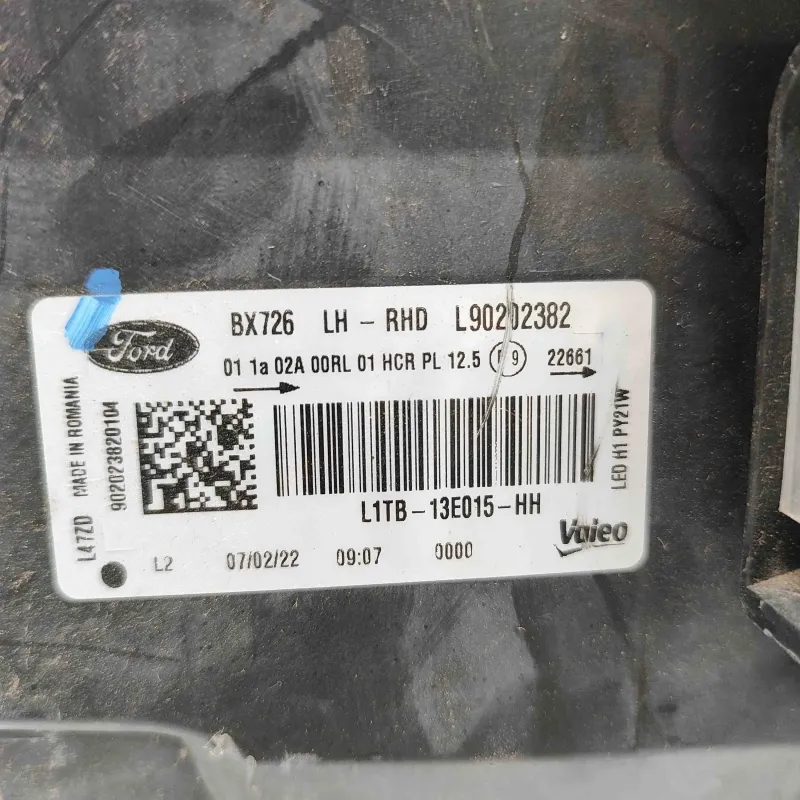 BX726 LH - RHD L90202382
Ford
01 1a 02A 00RL 01 HCR PL 12.5 E9 22661
MADE IN ROMANIA
L47ZD
902023820104
LED H1 PY21W
L1TB-13E015-HH
Valeo
L2 07/02/22 09:07 0000